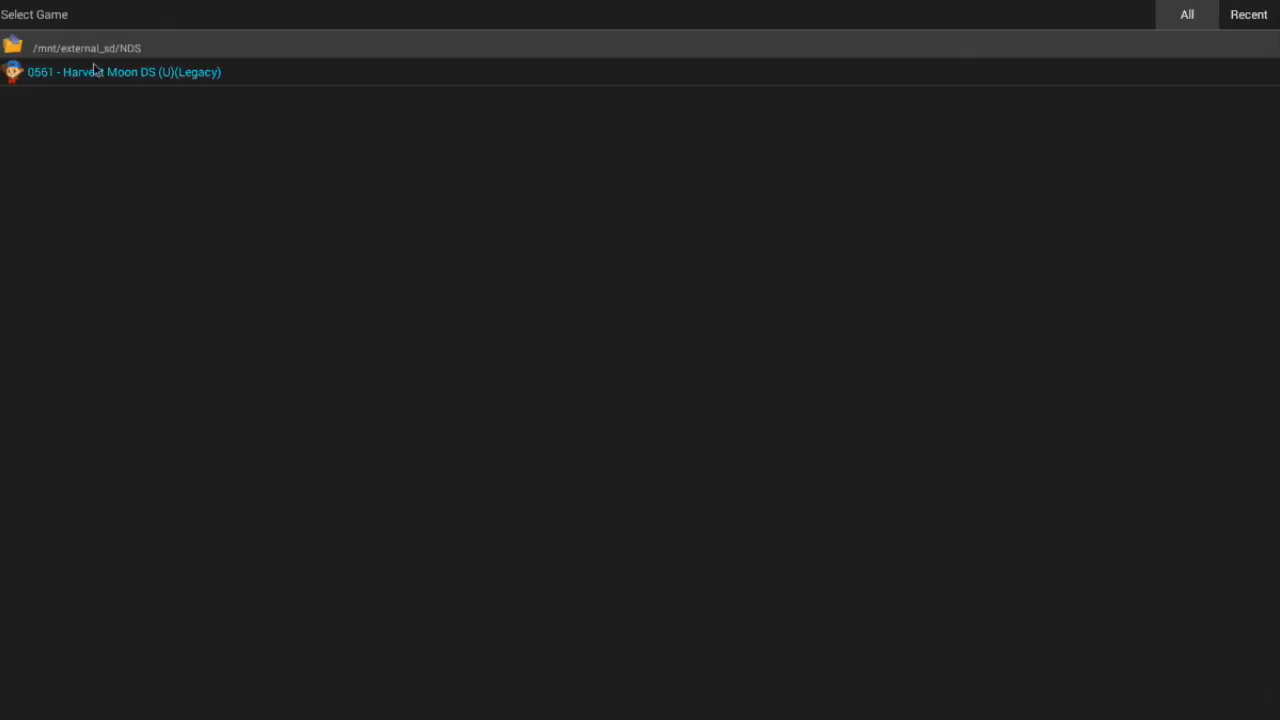 Select Game
All
Recent
/mnt/external_sd/NDS
0561 - Harvest Moon DS (U)(Legacy)